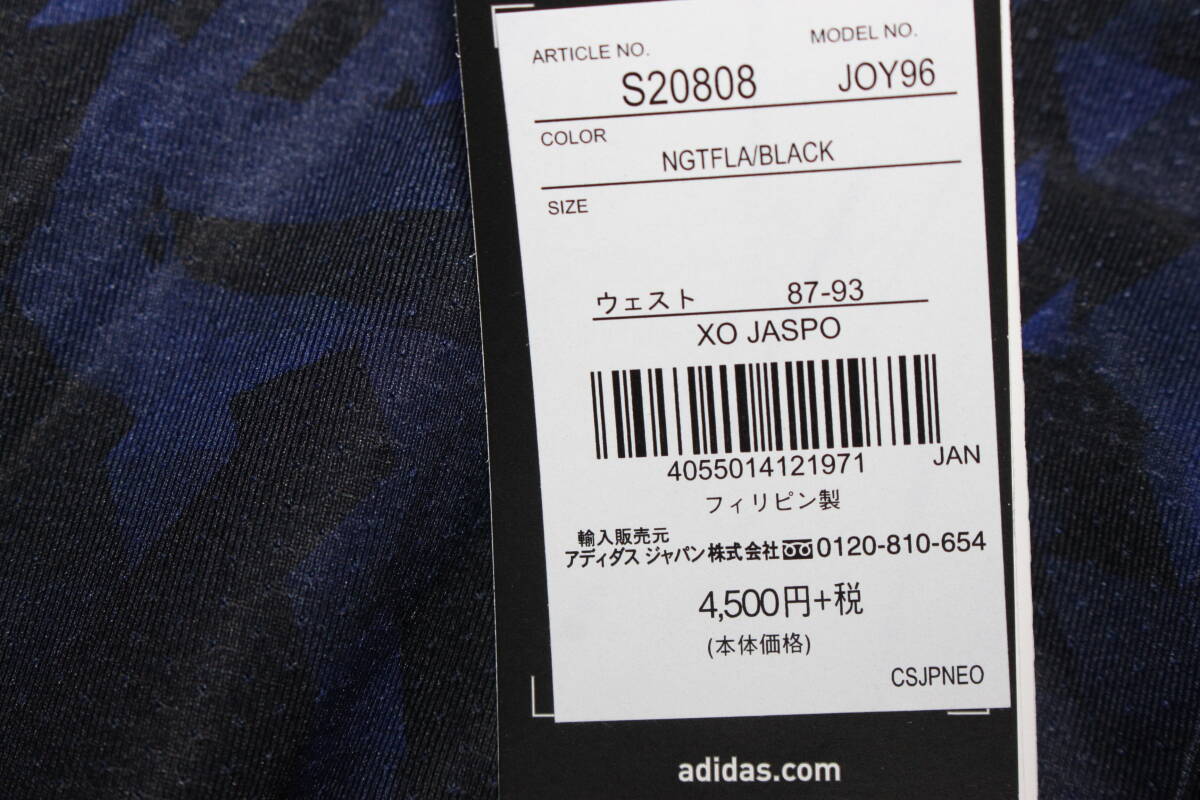 ARTICLE NO. MODEL NO.
S20808 JOY96
COLOR
NGTFLA/BLACK
SIZE
ウェスト 87-93
XO JASPO
4055014121971 JAN
フィリピン製
輸入販売元
アディダス ジャパン株式会社 0120-810-654
4,500円+税
(本体価格)
CSJPNEO
adidas.com